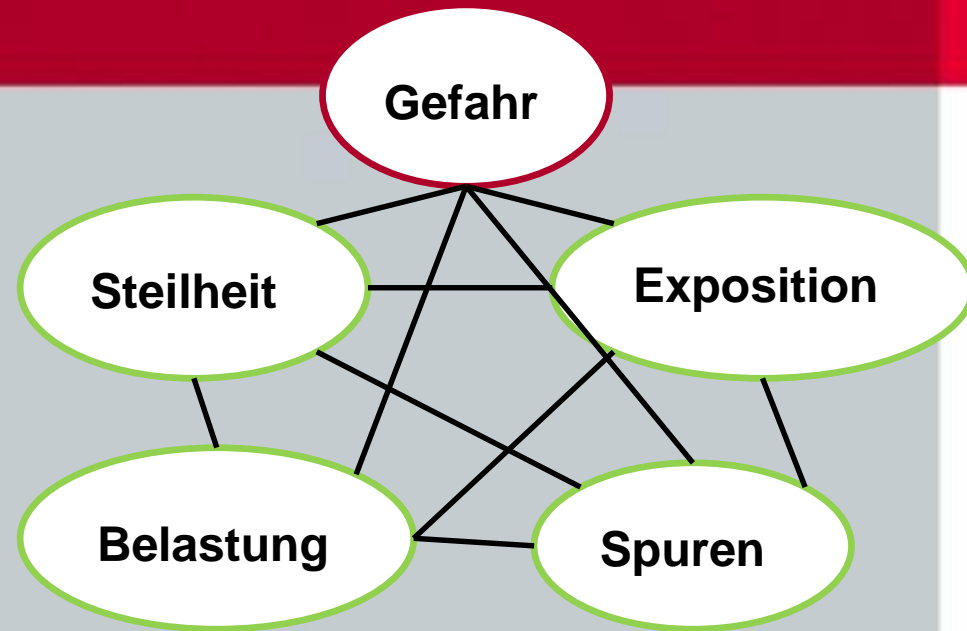 Gefahr
Steilheit
Exposition
Belastung
Spuren